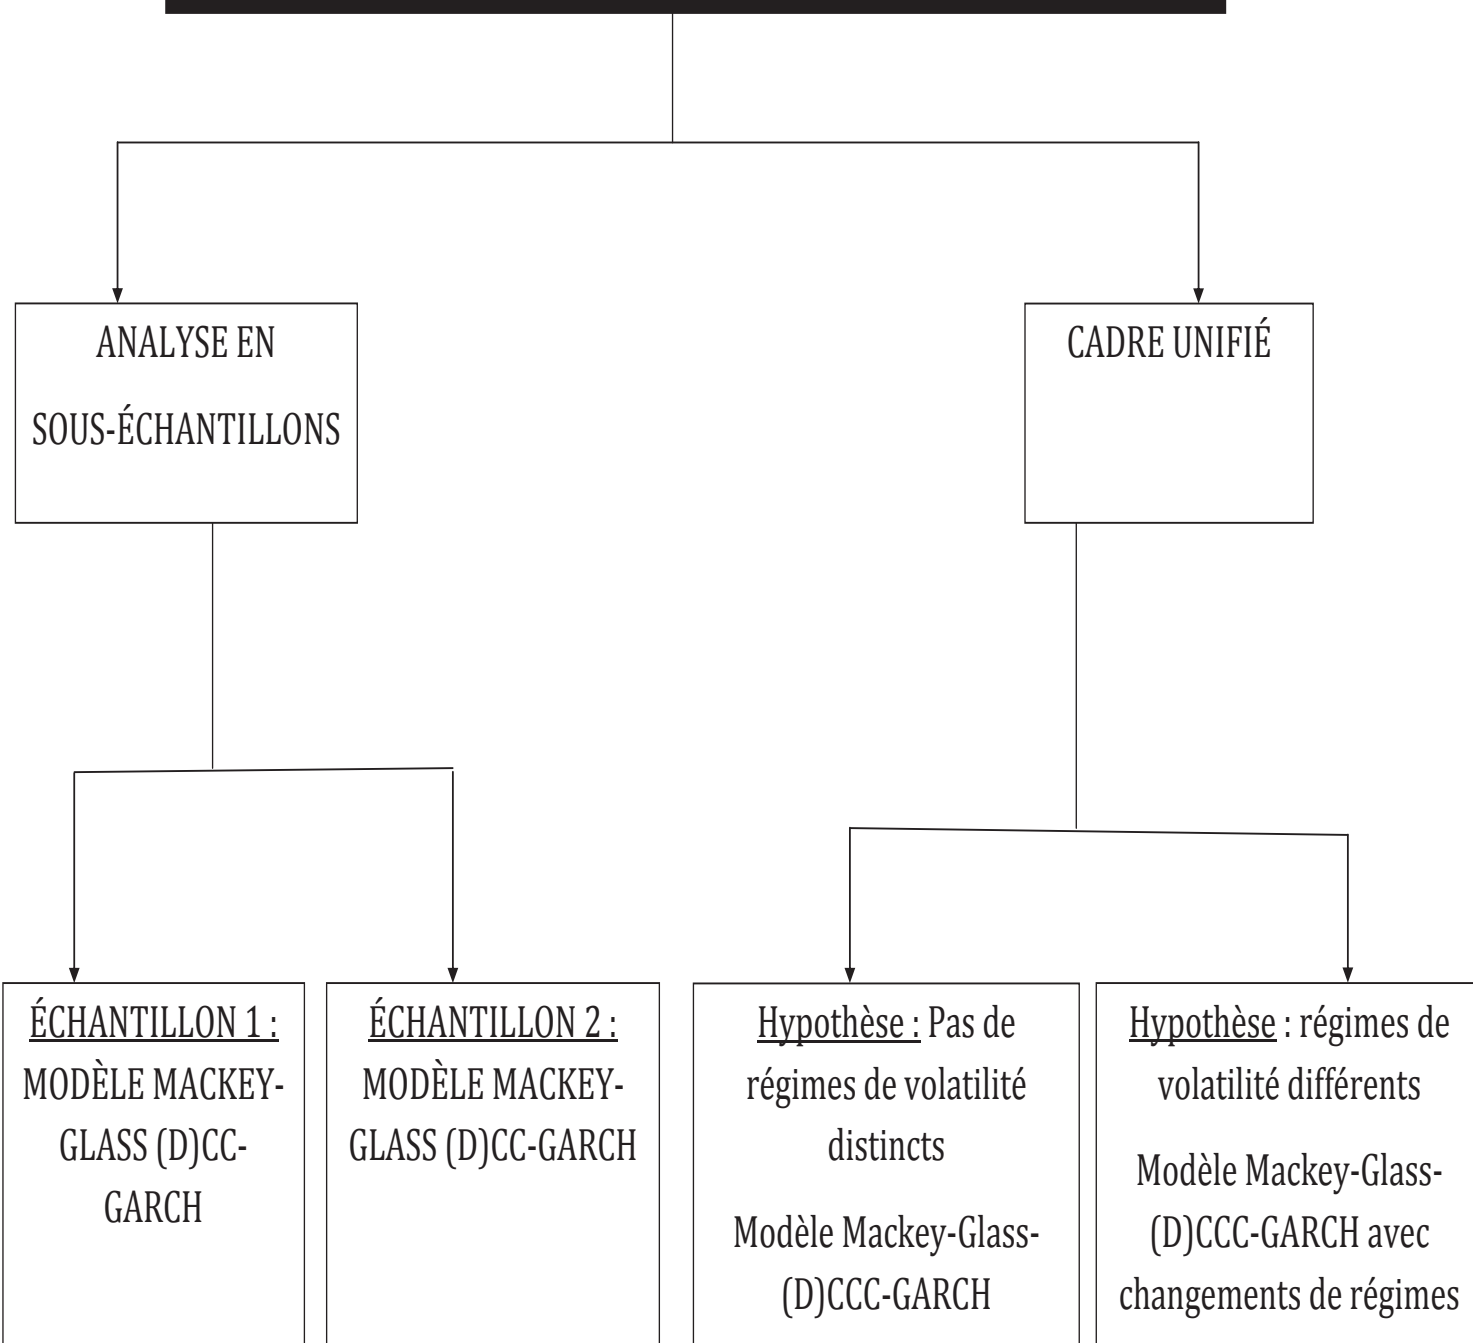 ANALYSE EN
SOUS-ÉCHANTILLONS
CADRE UNIFIÉ
ÉCHANTILLON 1 :
MODÈLE MACKEY-
GLASS (D)CC-
GARCH
ÉCHANTILLON 2 :
MODÈLE MACKEY-
GLASS (D)CC-GARCH
Hypothèse : Pas de
régimes de volatilité
distincts
Modèle Mackey-Glass-
(D)CCC-GARCH
Hypothèse : régimes de
volatilité différents
Modèle Mackey-Glass-
(D)CCC-GARCH avec
changements de régimes